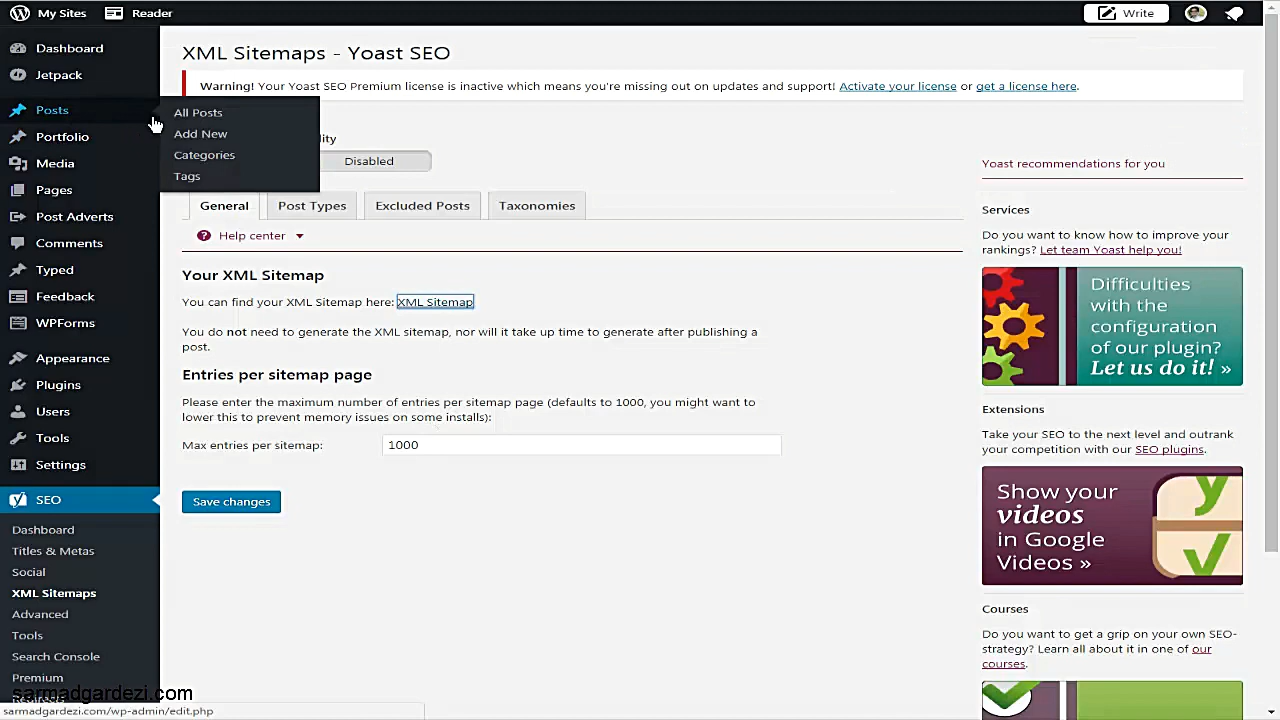 My Sites
Reader
Write
Dashboard
Jetpack
Posts
Portfolio
Media
Pages
Post Adverts
Comments
Typed
Feedback
WPForms
Appearance
Plugins
Users
Tools
Settings
SEO
Dashboard
Titles & Metas
Social
XML Sitemaps
Advanced
Tools
Search Console
Premium
sarmadgardezi.com
sarmadgardezi.com/wp-admin/edit.php
All Posts
Add New
Categories
Tags
XML Sitemaps - Yoast SEO
Warning! Your Yoast SEO Premium license is inactive which means you're missing out on updates and support! Activate your license or get a license here.
lity
Disabled
General
Post Types
Excluded Posts
Taxonomies
Help center
Your XML Sitemap
You can find your XML Sitemap here: XML Sitemap
You do not need to generate the XML sitemap, nor will it take up time to generate after publishing a
post.
Entries per sitemap page
Please enter the maximum number of entries per sitemap page (defaults to 1000, you might want to
lower this to prevent memory issues on some installs):
Max entries per sitemap: 1000
Save changes
Yoast recommendations for you
Services
Do you want to know how to improve your
rankings? Let team Yoast help you!
Difficulties
with the
configuration
of our plugin?
Let us do it! »
Extensions
Take your SEO to the next level and outrank
your competition with our SEO plugins.
Show your
videos
in Google
Videos »
Courses
Do you want to get a grip on your own SEO-
strategy? Learn all about it in one of our
courses.